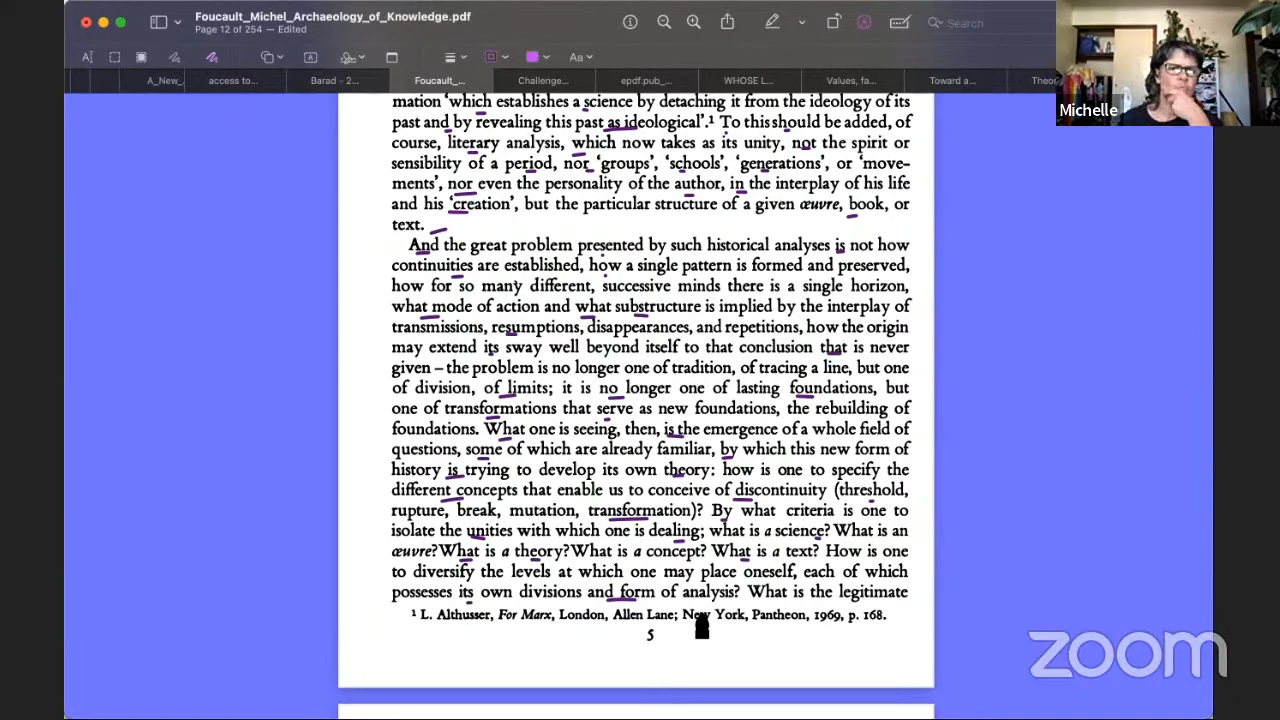 Foucault_Michel_Archaeology_of_Knowledge.pdf
Page 12 of 254 — Edited
Search
Aa
A_New_
access to...
Barad - 2...
Foucault_...
Challenge...
epdf.pub_...
WHOSE L...
Values, fa...
Toward a...
Theor
Michelle
mation ‘which establishes a science by detaching it from the ideology of its
past and by revealing this past as ideological’.¹ To this should be added, of
course, literary analysis, which now takes as its unity, not the spirit or
sensibility of a period, nor ‘groups’, ‘schools’, ‘generations’, or ‘move-
ments’, nor even the personality of the author, in the interplay of his life
and his ‘creation’, but the particular structure of a given œuvre, book, or
text.
And the great problem presented by such historical analyses is not how
continuities are established, how a single pattern is formed and preserved,
how for so many different, successive minds there is a single horizon,
what mode of action and what substructure is implied by the interplay of
transmissions, resumptions, disappearances, and repetitions, how the origin
may extend its sway well beyond itself to that conclusion that is never
given – the problem is no longer one of tradition, of tracing a line, but one
of division, of limits; it is no longer one of lasting foundations, but
one of transformations that serve as new foundations, the rebuilding of
foundations. What one is seeing, then, is the emergence of a whole field of
questions, some of which are already familiar, by which this new form of
history is trying to develop its own theory: how is one to specify the
different concepts that enable us to conceive of discontinuity (threshold,
rupture, break, mutation, transformation)? By what criteria is one to
isolate the unities with which one is dealing; what is a science? What is an
œuvre? What is a theory? What is a concept? What is a text? How is one
to diversify the levels at which one may place oneself, each of which
possesses its own divisions and form of analysis? What is the legitimate
¹ L. Althusser, For Marx, London, Allen Lane; New York, Pantheon, 1969, p. 168.
5
zoom